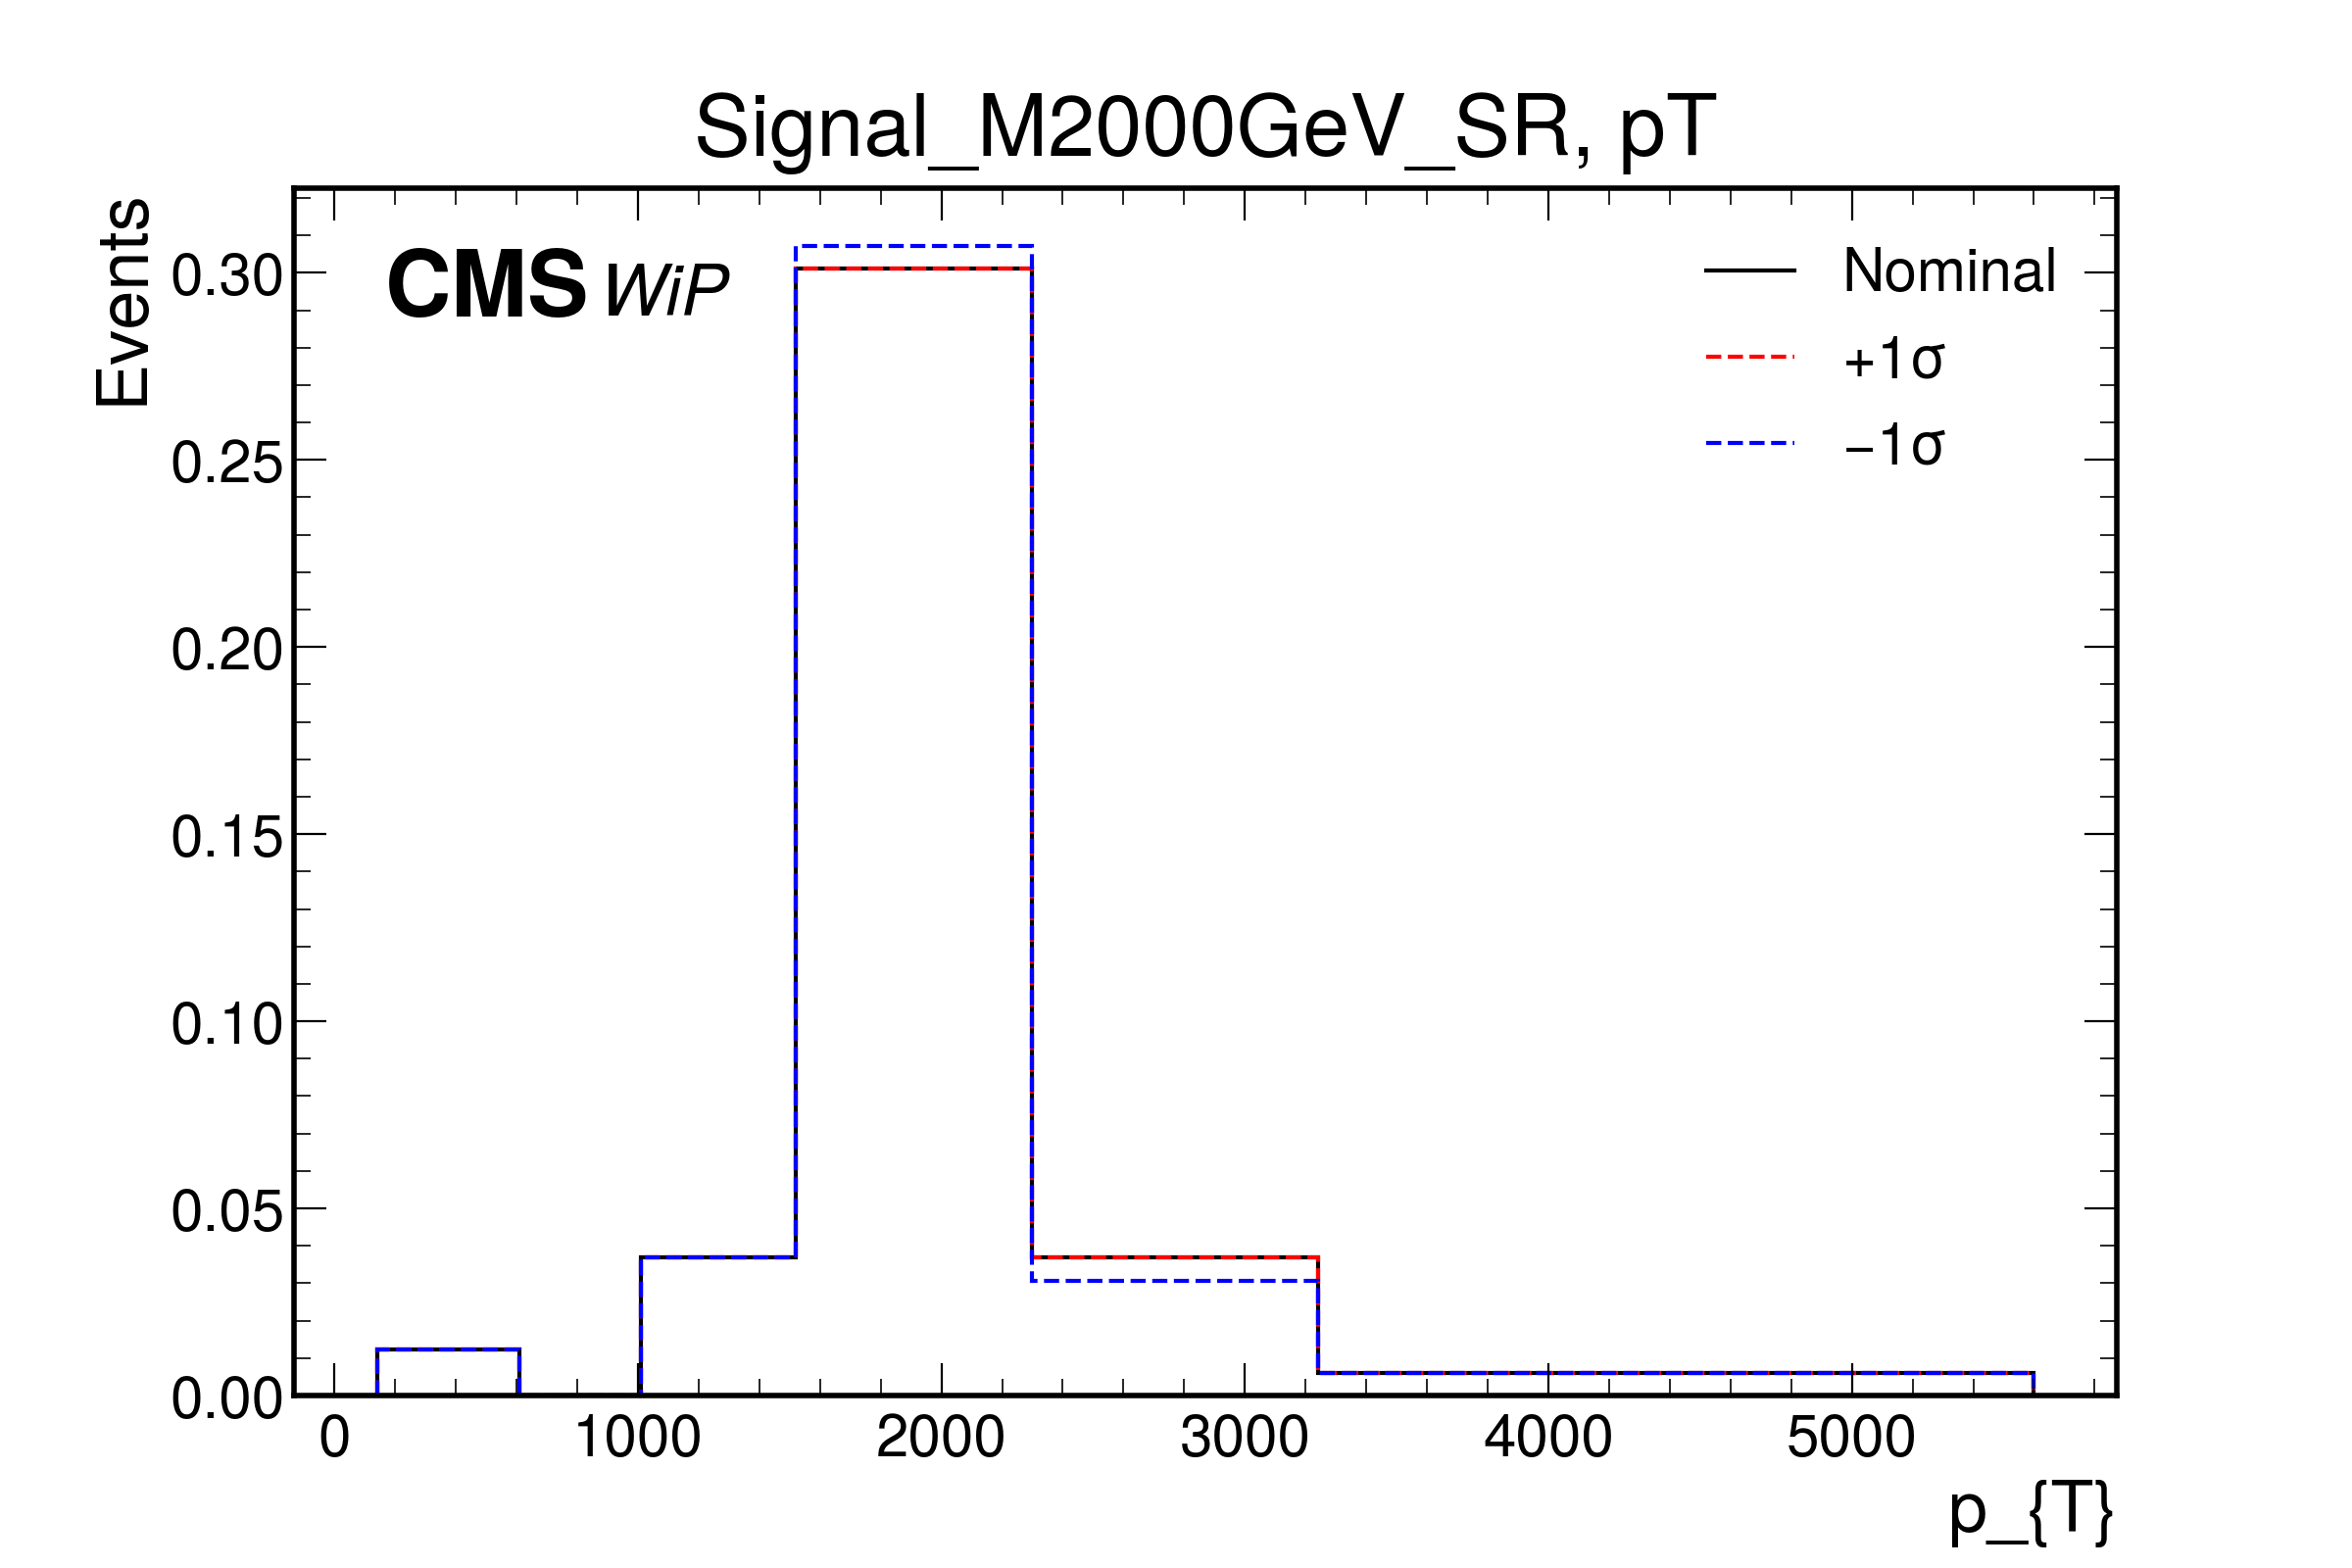 Signal_M2000GeV_SR, pT
Events
CMS WiP
Nominal
+1σ
−1σ
0.30
0.25
0.20
0.15
0.10
0.05
0.00
0 1000 2000 3000 4000 5000
p_{T}